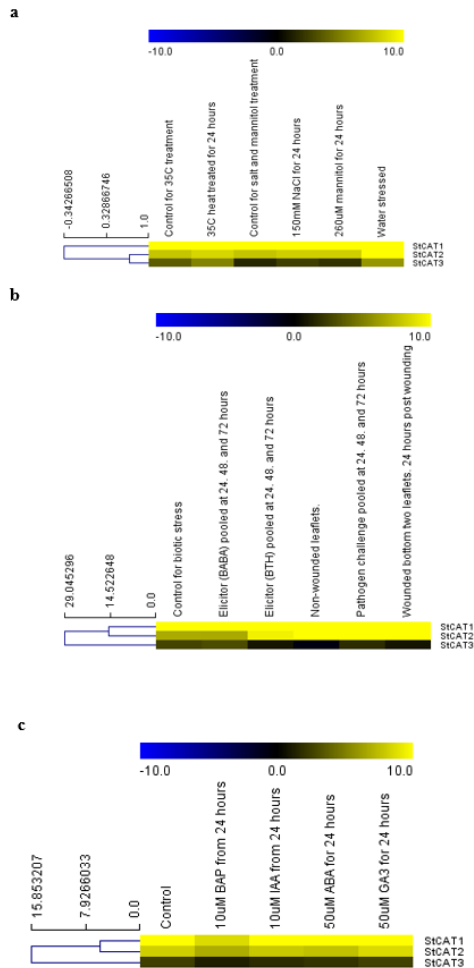 a
-10.0
0.0
10.0
-0.34266508
0.32866746
1.0
Control for 35C treatment
35C heat treated for 24 hours
Control for salt and mannitol treatment
150mM NaCl for 24 hours
260uM mannitol for 24 hours
Water stressed
StCAT1
StCAT2
StCAT3
b
-10.0
0.0
10.0
29.045296
14.522648
0.0
Control for biotic stress
Elicitor (BABA) pooled at 24. 48. and 72 hours
Elicitor (BTH) pooled at 24. 48. and 72 hours
Non-wounded leaflets.
Pathogen challenge pooled at 24. 48. and 72 hours
Wounded bottom two leaflets. 24 hours post wounding
StCAT1
StCAT2
StCAT3
c
-10.0
0.0
10.0
15.853207
7.9266033
0.0
Control
10uM BAP from 24 hours
10uM IAA from 24 hours
50uM ABA for 24 hours
50uM GA3 for 24 hours
StCAT1
StCAT2
StCAT3